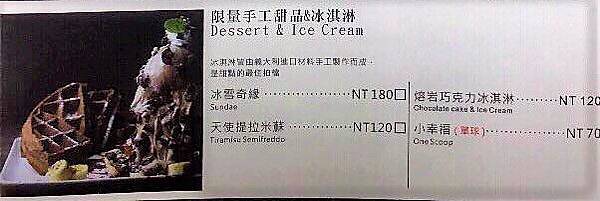 限量手工甜品&冰淇淋
Dessert & Ice Cream
冰淇淋皆由義大利進口材料手工製作而成，
是甜點的最佳拍檔
冰雪奇緣················NT 180□
Sundae
天使提拉米蘇···········NT120□
Tiramisu Semifreddo
熔岩巧克力冰淇淋········NT 120
Chocolate cake & Ice Cream
小幸福(單球)···············NT 70
One Scoop